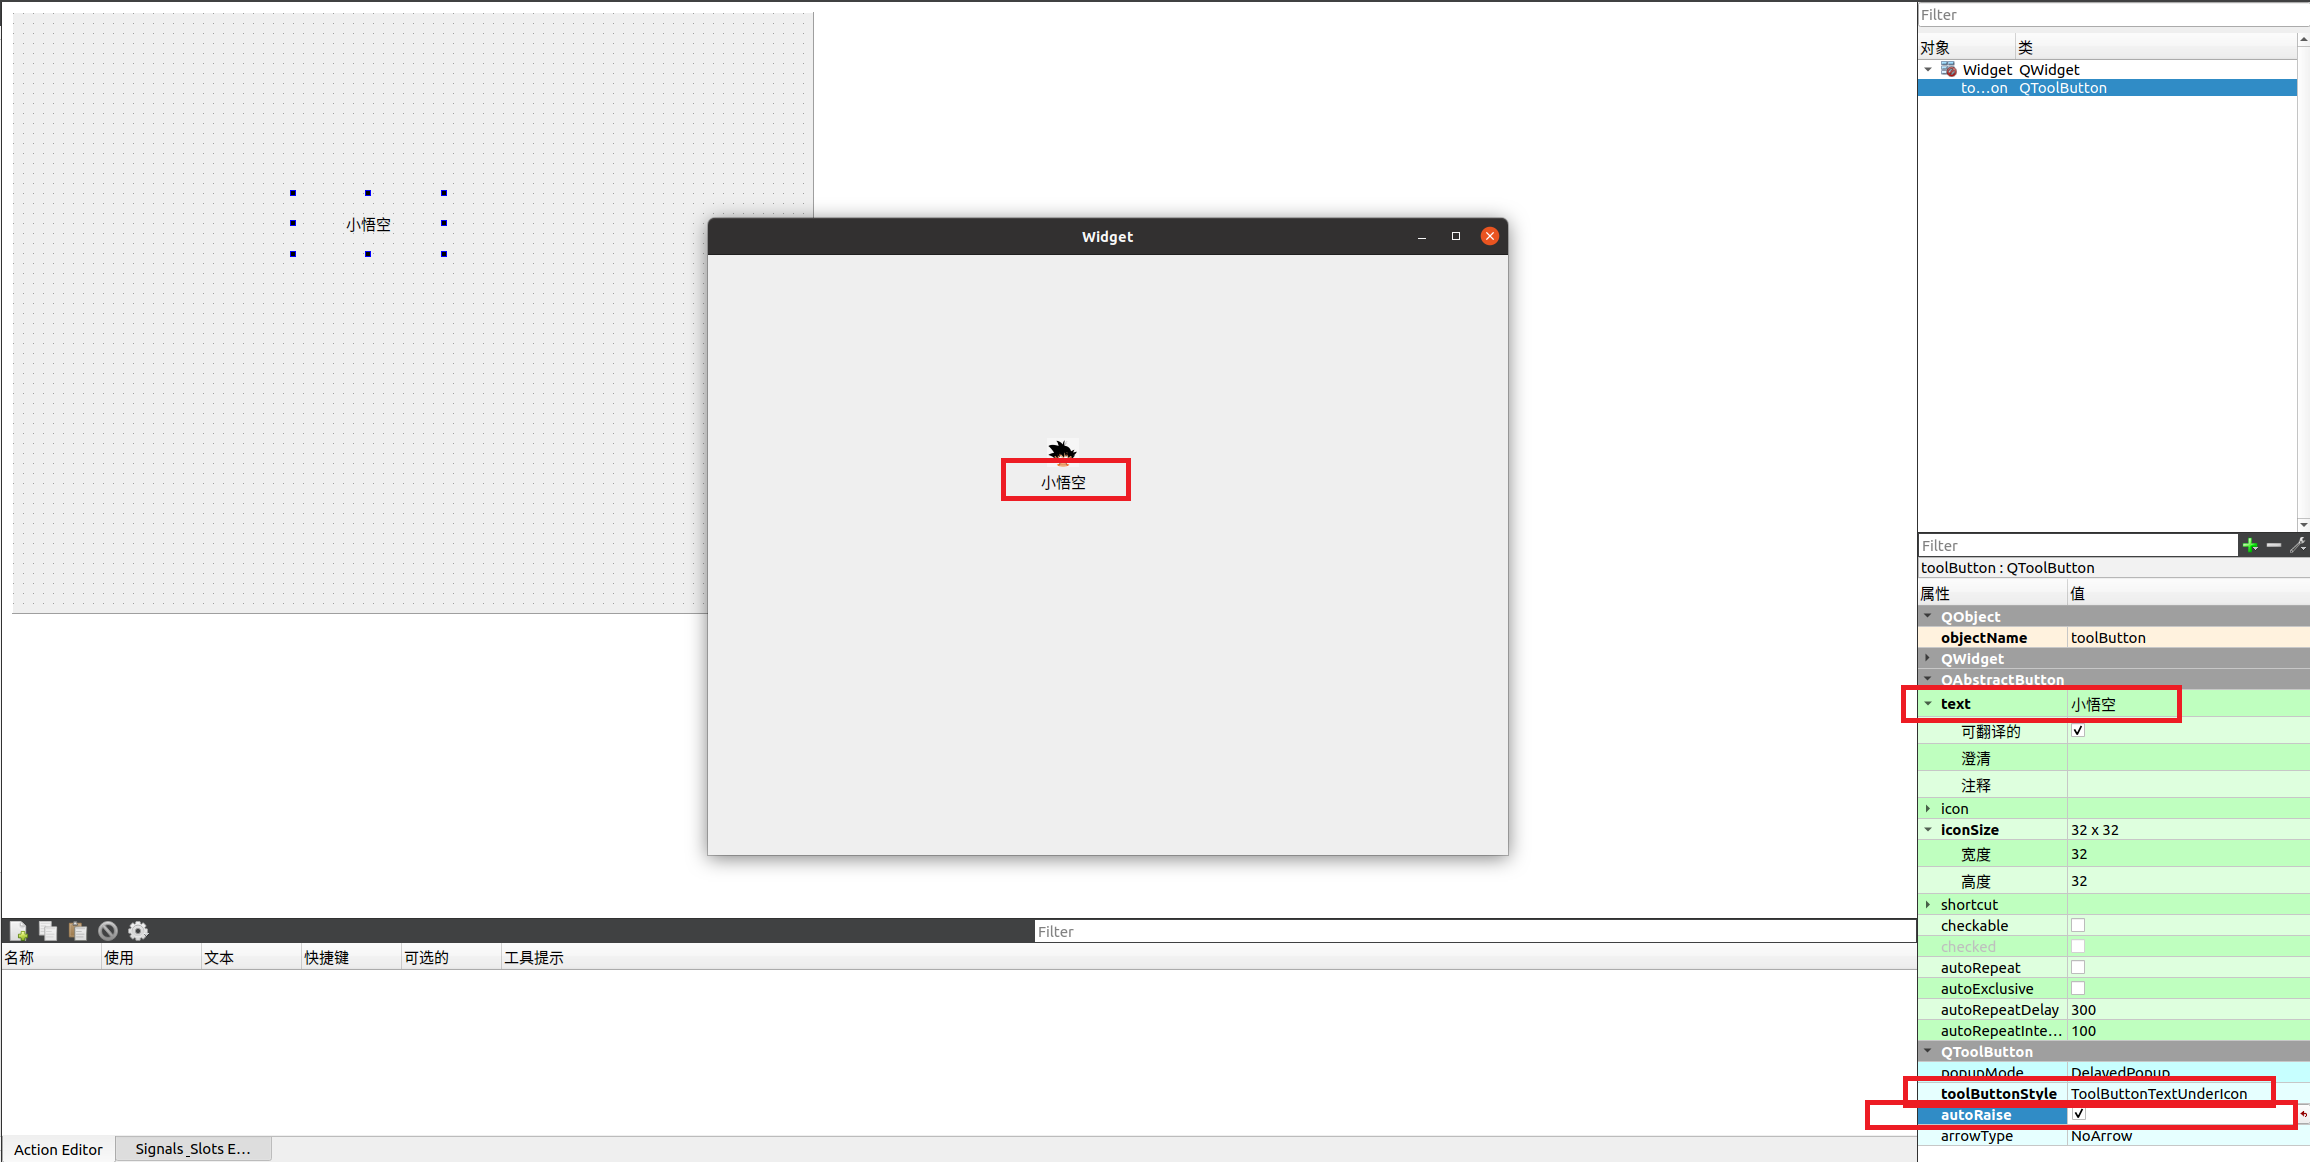 小悟空
Widget
小悟空
Filter
对象 类
Widget QWidget
to...on QToolButton
Filter
toolButton : QToolButton
属性 值
QObject
objectName toolButton
QWidget
QAbstractButton
text 小悟空
可翻译的
澄清
注释
icon
iconSize 32 x 32
宽度 32
高度 32
shortcut
checkable
checked
autoRepeat
autoExclusive
autoRepeatDelay 300
autoRepeatInte... 100
QToolButton
popupMode DelayedPopup
toolButtonStyle ToolButtonTextUnderIcon
autoRaise
arrowType NoArrow
Filter
名称 使用 文本 快捷键 可选的 工具提示
Action Editor Signals_Slots E...